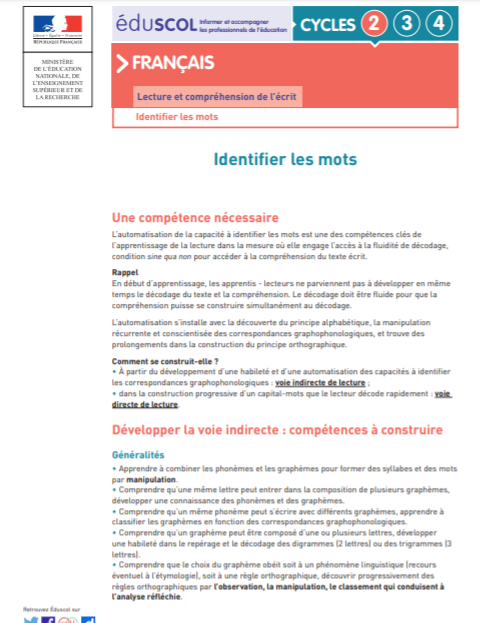 éduSCOL
Informer et accompagner
les professionnels de l'éducation
CYCLES 2 3 4
Liberté • Égalité • Fraternité
RÉPUBLIQUE FRANÇAISE
MINISTÈRE
DE L'ÉDUCATION
NATIONALE, DE
L'ENSEIGNEMENT
SUPÉRIEUR ET DE
LA RECHERCHE
FRANÇAIS
Lecture et compréhension de l'écrit
Identifier les mots
Identifier les mots
Une compétence nécessaire
L'automatisation de la capacité à identifier les mots est une des compétences clés de
l'apprentissage de la lecture dans la mesure où elle engage l'accès à la fluidité de décodage,
condition sine qua non pour accéder à la compréhension du texte écrit.
Rappel
En début d'apprentissage, les apprentis - lecteurs ne parviennent pas à développer en même
temps le décodage du texte et la compréhension. Le décodage doit être fluide pour que la
compréhension puisse se construire simultanément au décodage.
L'automatisation s'installe avec la découverte du principe alphabétique, la manipulation
récurrente et conscientisée des correspondances graphophonologiques, et trouve des
prolongements dans la construction du principe orthographique.
Comment se construit-elle ?
• À partir du développement d'une habileté et d'une automatisation des capacités à identifier
les correspondances graphophonologiques : voie indirecte de lecture ;
• dans la construction progressive d'un capital-mots que le lecteur décode rapidement : voie
directe de lecture.
Développer la voie indirecte : compétences à construire
Généralités
• Apprendre à combiner les phonèmes et les graphèmes pour former des syllabes et des mots
par manipulation.
• Comprendre qu'une même lettre peut entrer dans la composition de plusieurs graphèmes,
développer une connaissance des phonèmes et des graphèmes.
• Comprendre qu'un même phonème peut s'écrire avec différents graphèmes, apprendre à
classifier les graphèmes en fonction des correspondances graphophonologiques.
• Comprendre qu'un graphème peut être composé d'une ou plusieurs lettres, développer
une habileté dans le repérage et le décodage des digrammes (2 lettres) ou des trigrammes (3
lettres).
• Comprendre que le choix du graphème obéit soit à un phénomène linguistique (recours
éventuel à l'étymologie), soit à une règle orthographique, découvrir progressivement des
règles orthographiques par l'observation, la manipulation, le classement qui conduisent à
l'analyse réfléchie.
Retrouvez Éduscol sur